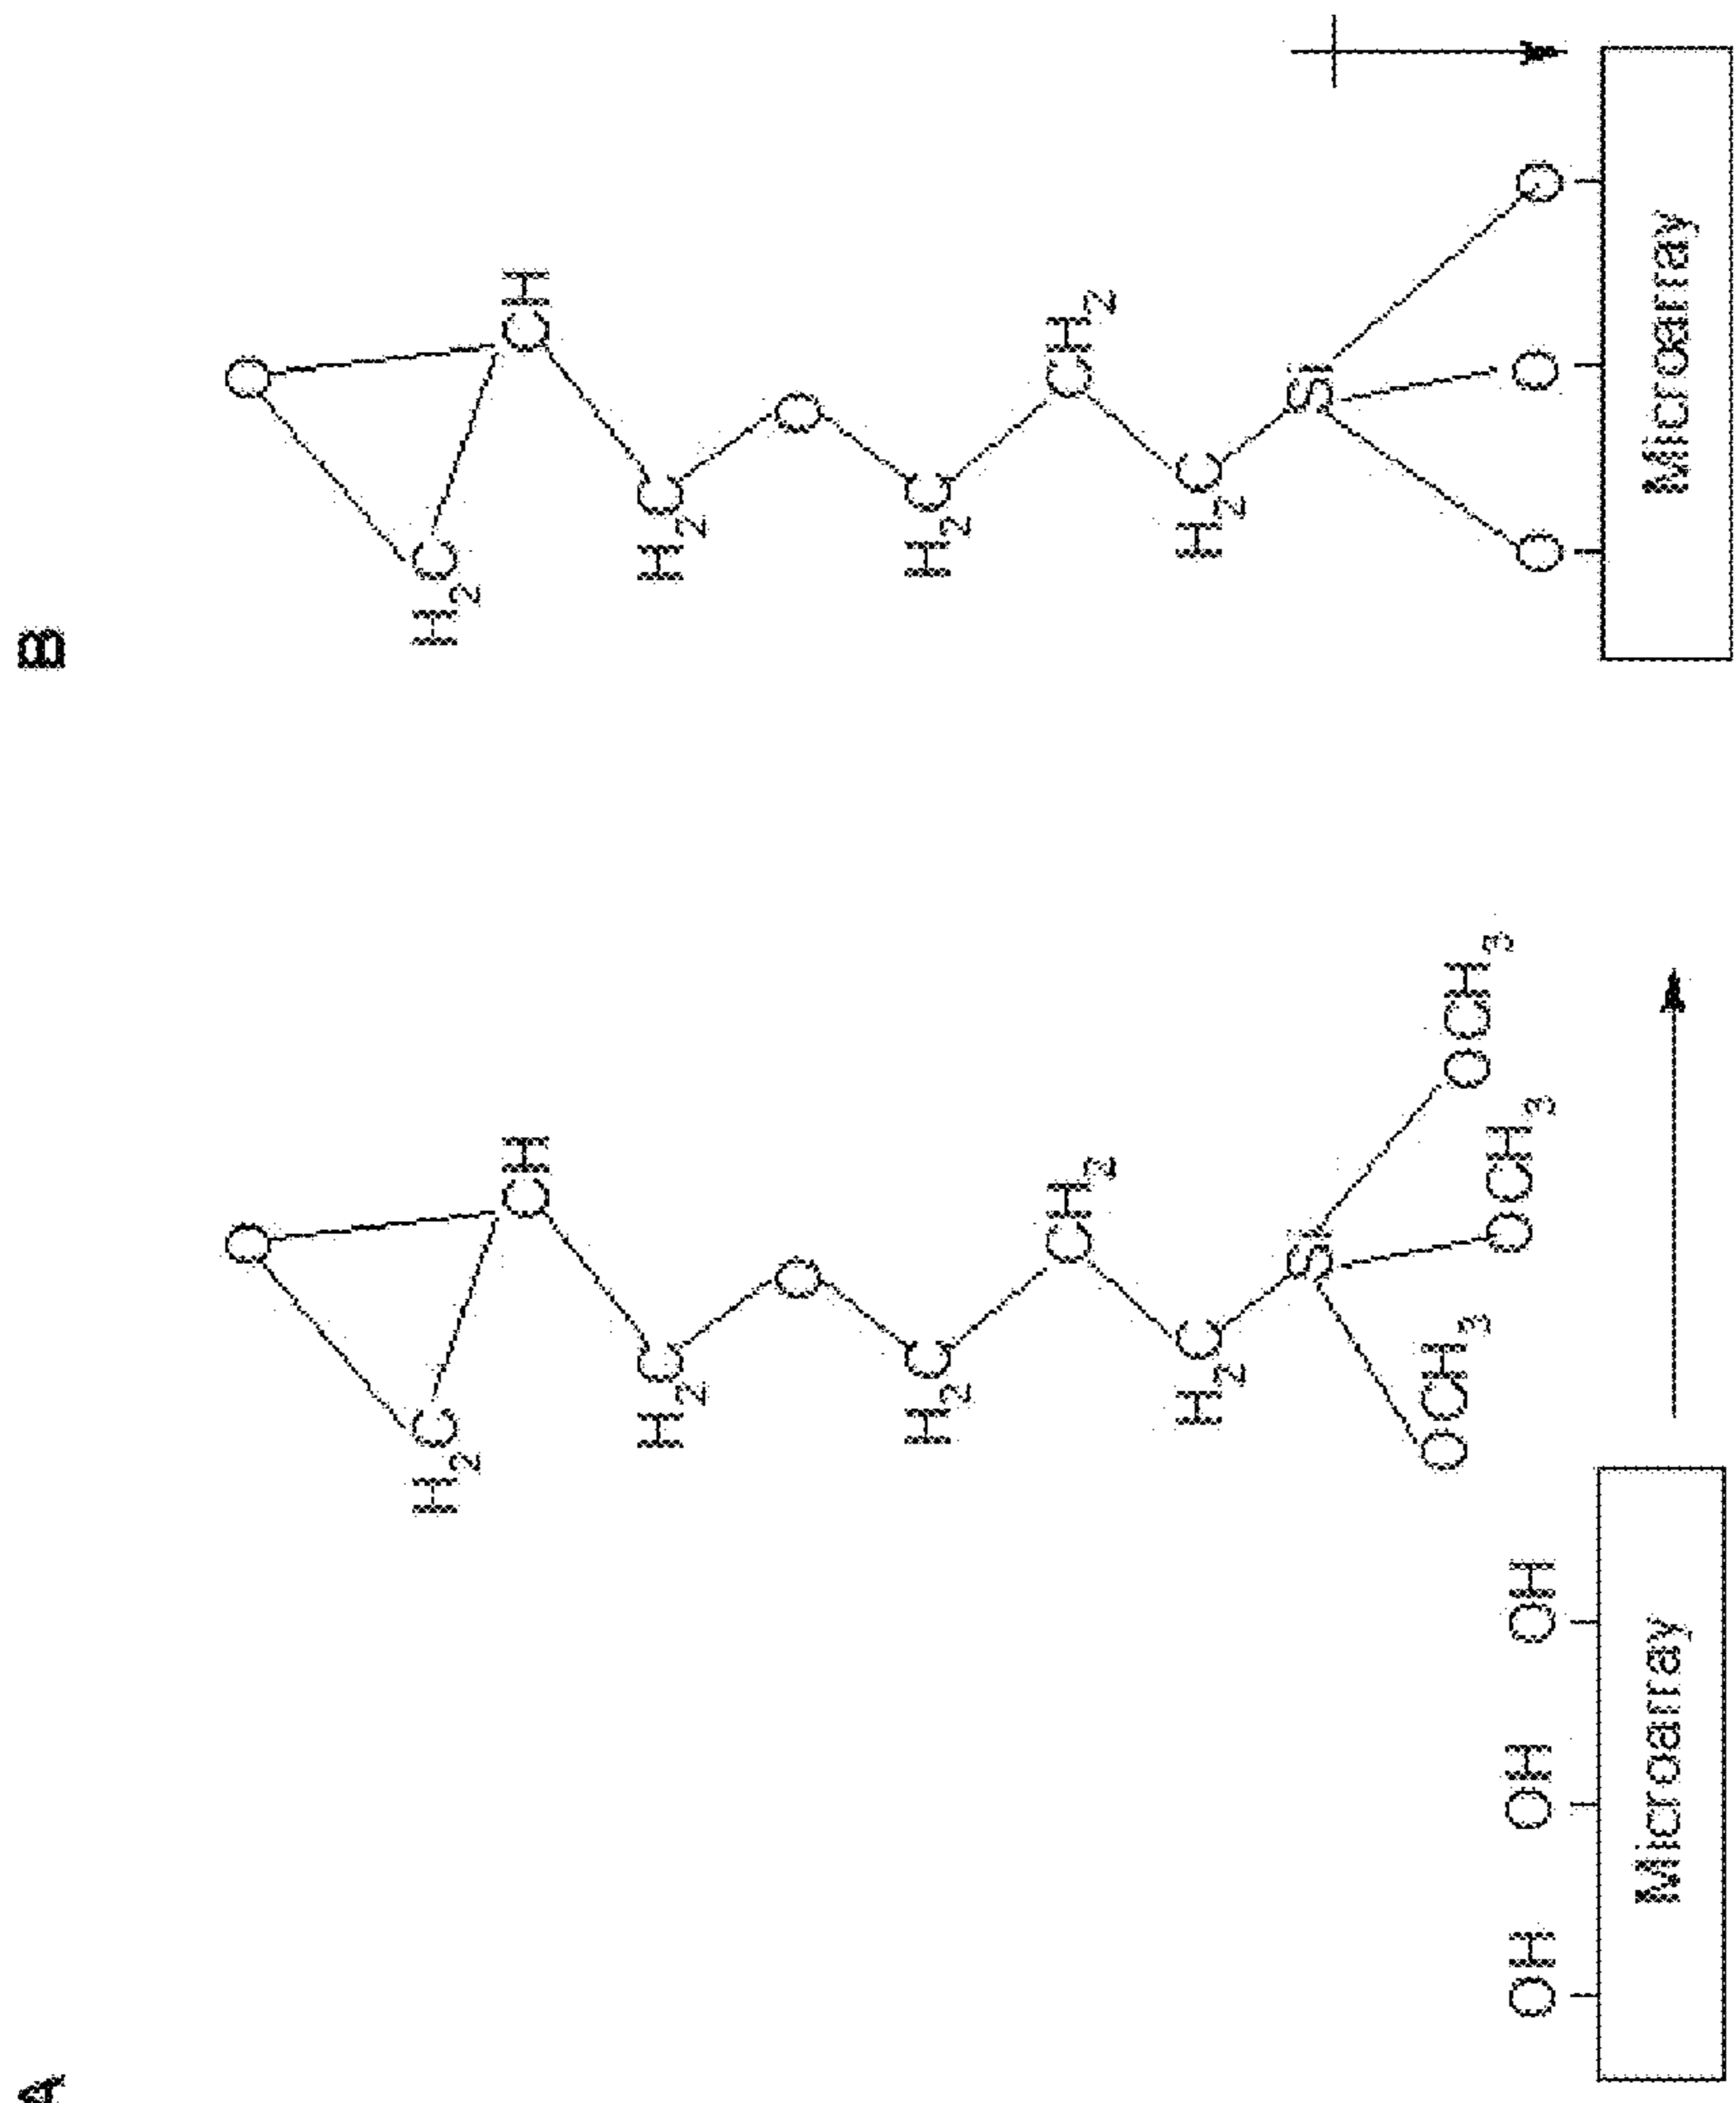 A
O
H₂C
CH
H₂C
O
H₂C
CH₂
H₂C
Si
OCH₃
OCH₃
OCH₃
OH OH OH
Microarray
B
O
H₂C
CH
H₂C
O
H₂C
CH₂
H₂C
Si
O O O
Microarray